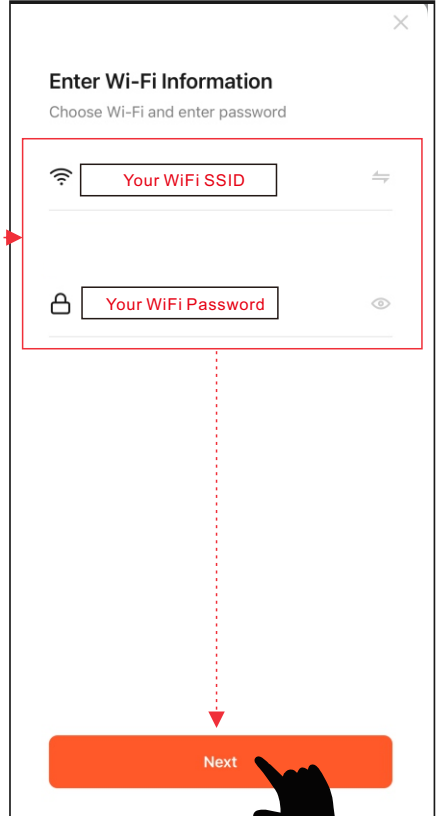 Enter Wi-Fi Information
Choose Wi-Fi and enter password
Your WiFi SSID
Your WiFi Password
Next